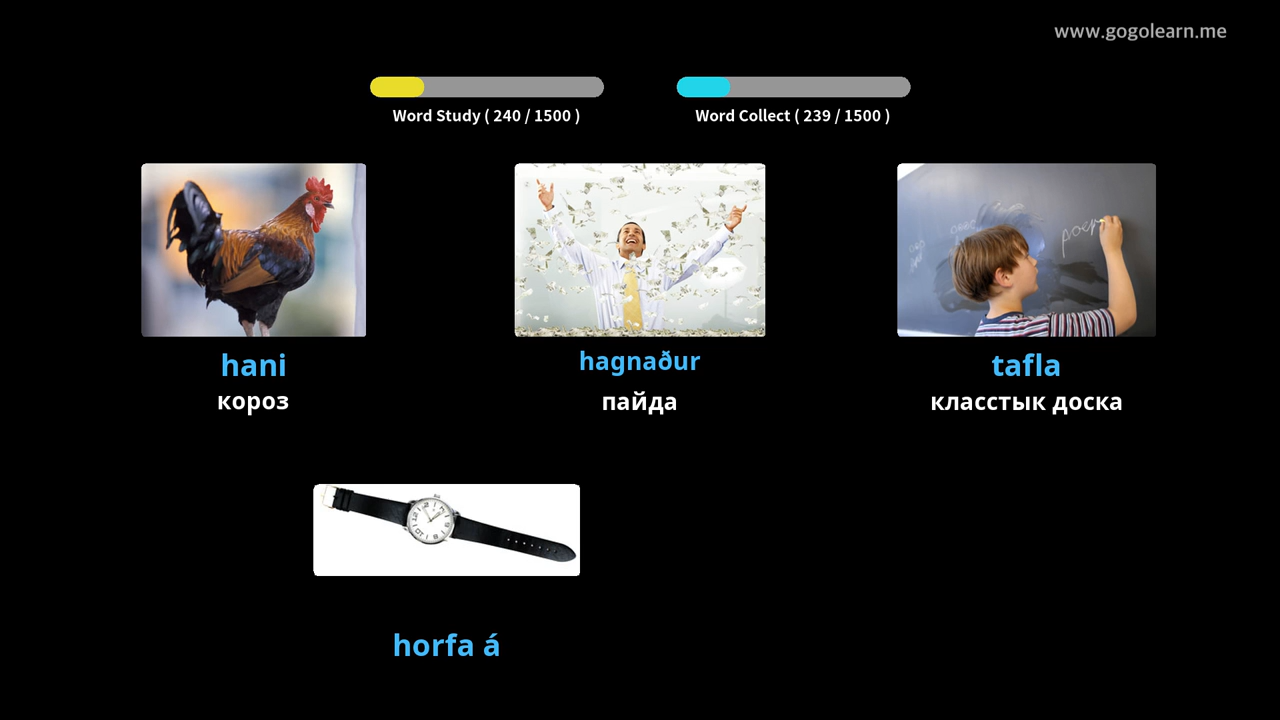 www.gogolearn.me
Word Study ( 240 / 1500 )
Word Collect ( 239 / 1500 )
hani
короз
hagnaður
пайда
tafla
класстык доска
horfa á